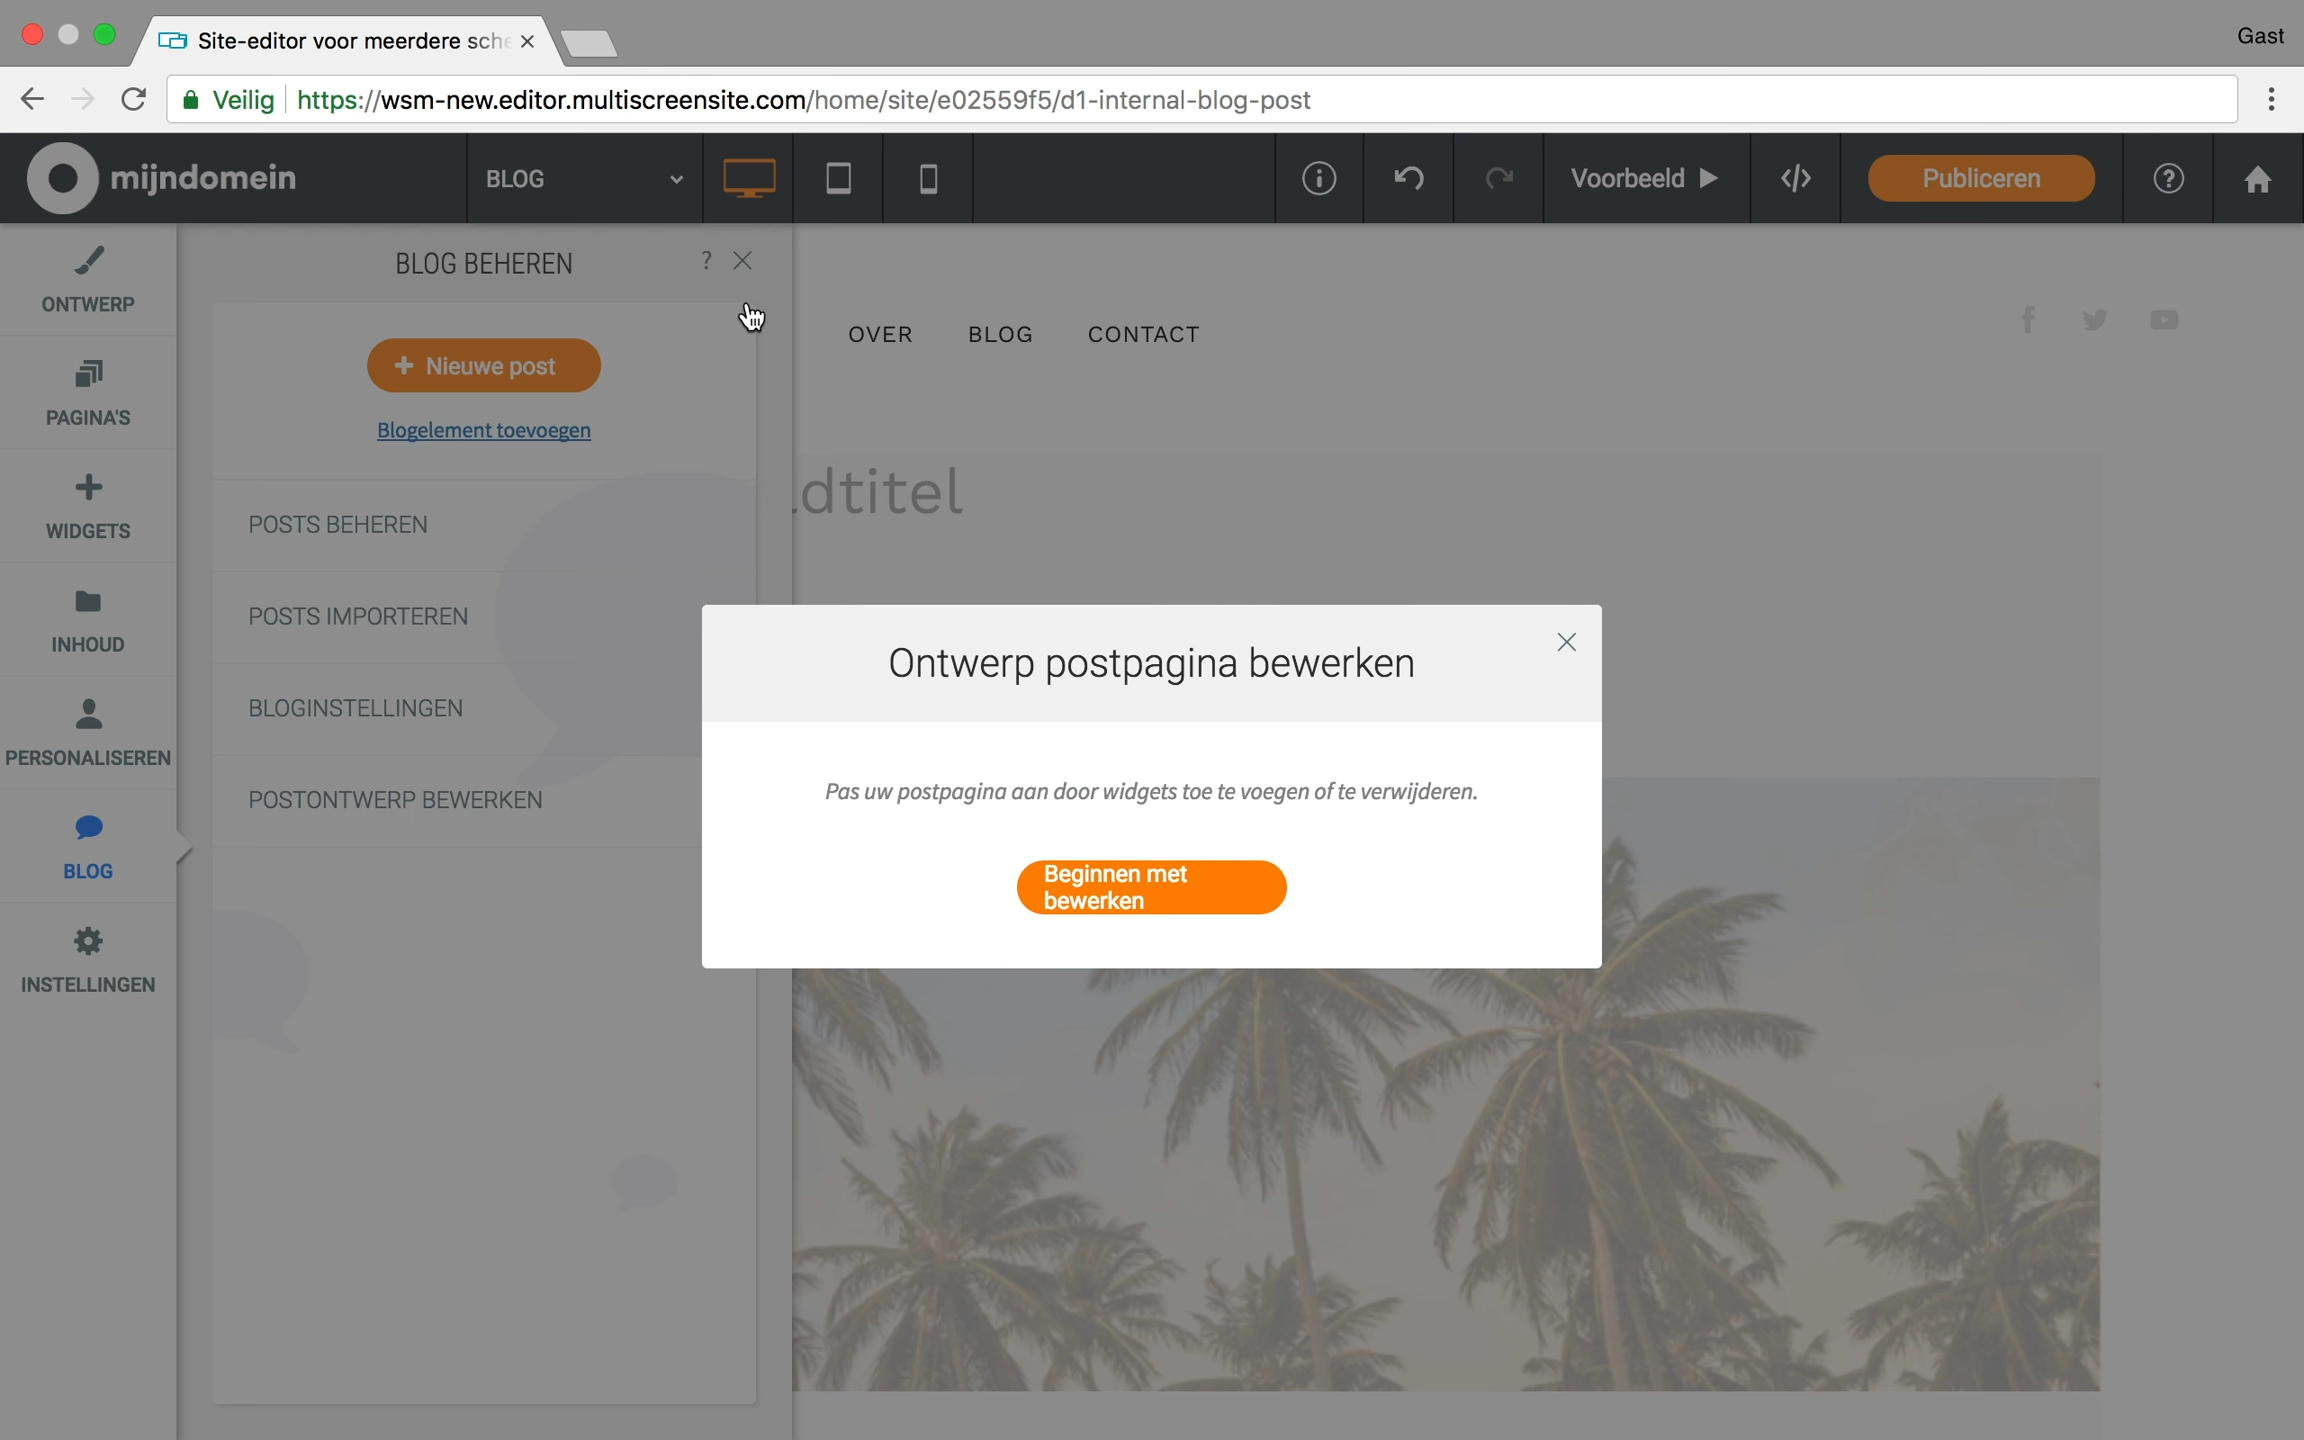 Site-editor voor meerdere sche
Gast
Veilig https://wsm-new.editor.multiscreensite.com/home/site/e02559f5/d1-internal-blog-post
mijndomein
BLOG
Voorbeeld
</>
Publiceren
ONTWERP
PAGINA'S
WIDGETS
INHOUD
PERSONALISEREN
BLOG
INSTELLINGEN
BLOG BEHEREN
?
+ Nieuwe post
Blogelement toevoegen
POSTS BEHEREN
POSTS IMPORTEREN
BLOGINSTELLINGEN
POSTONTWERP BEWERKEN
OVER BLOG CONTACT
ldtitel
Ontwerp postpagina bewerken
Pas uw postpagina aan door widgets toe te voegen of te verwijderen.
Beginnen met
bewerken